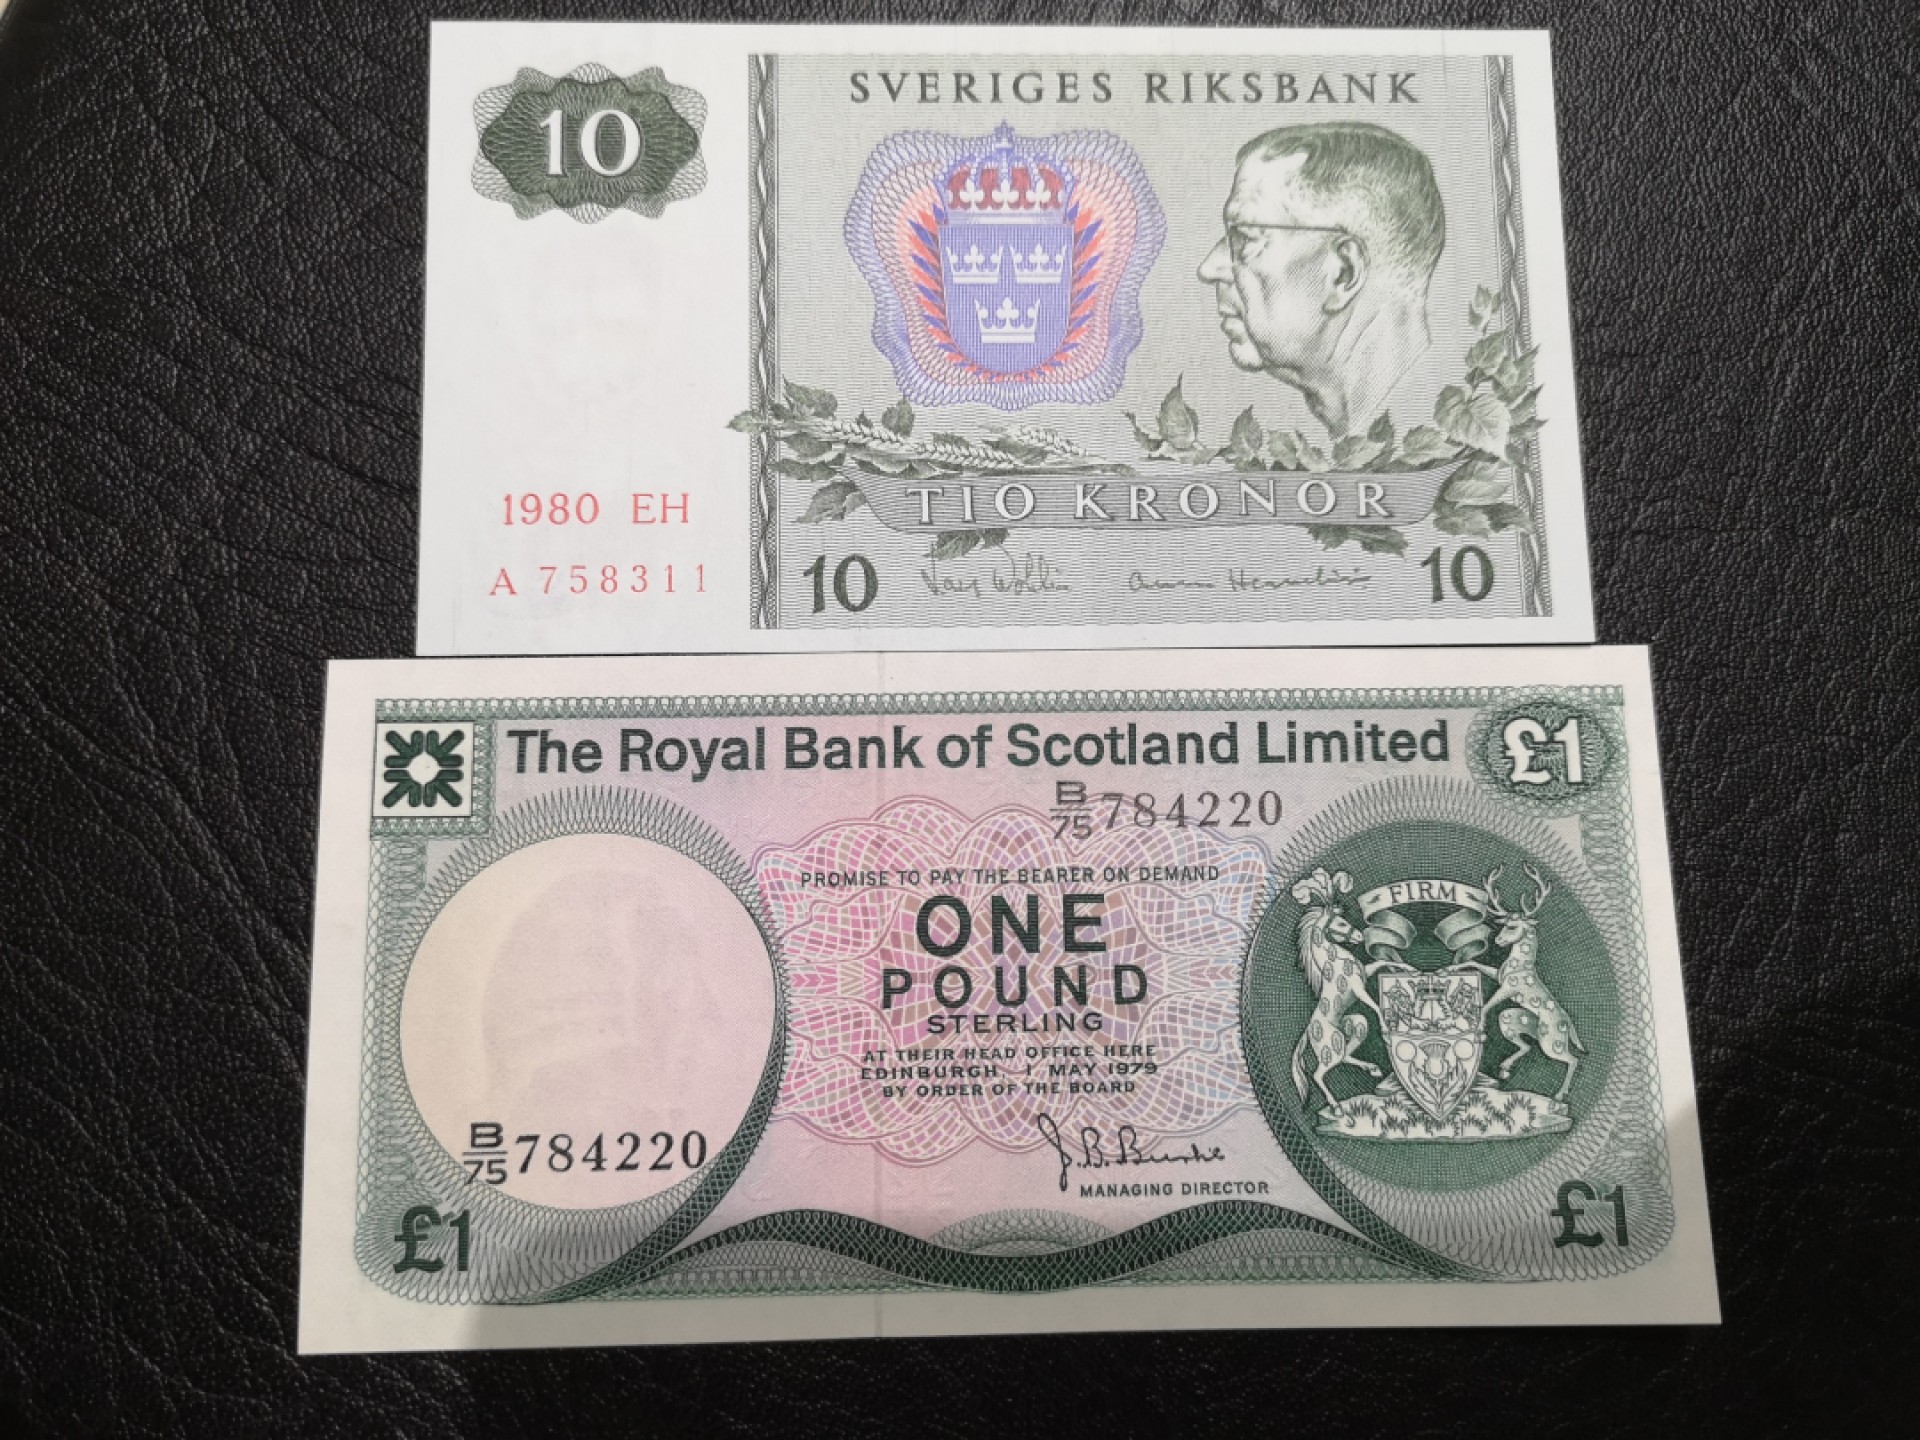 10
SVERIGES RIKSBANK
TIO KRONOR
1980 EH
A 758311
10
10
The Royal Bank of Scotland Limited
£1
B/75 784220
PROMISE TO PAY THE BEARER ON DEMAND
ONE
POUND
STERLING
AT THEIR HEAD OFFICE HERE
EDINBURGH, 1 MAY 1979
BY ORDER OF THE BOARD
FIRM
B/75 784220
J. B. Burke
MANAGING DIRECTOR
£1
£1